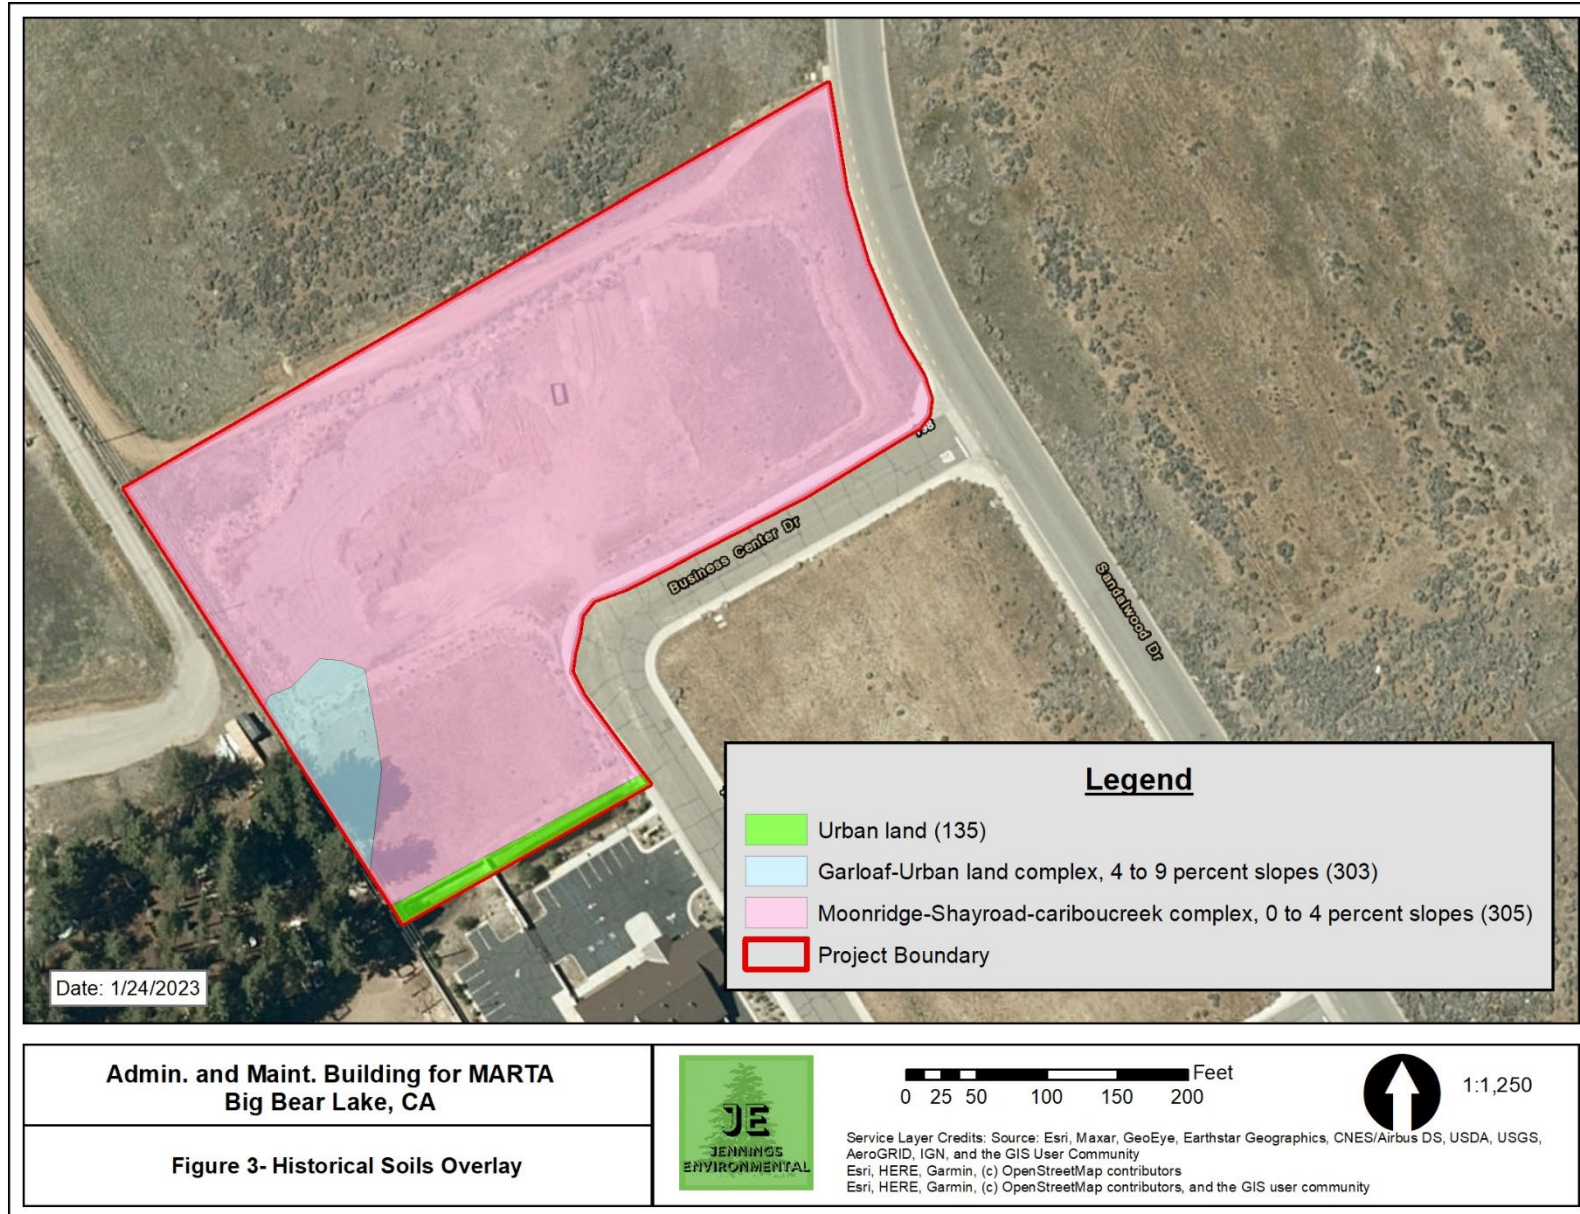 Business Center Dr
Sandalwood Dr
Legend
Urban land (135)
Garloaf-Urban land complex, 4 to 9 percent slopes (303)
Moonridge-Shayroad-cariboucreek complex, 0 to 4 percent slopes (305)
Project Boundary
Date: 1/24/2023
Admin. and Maint. Building for MARTA
Big Bear Lake, CA
Figure 3- Historical Soils Overlay
JE
JENNINGS
ENVIRONMENTAL
Feet
0 25 50 100 150 200
1:1,250
Service Layer Credits: Source: Esri, Maxar, GeoEye, Earthstar Geographics, CNES/Airbus DS, USDA, USGS,
AeroGRID, IGN, and the GIS User Community
Esri, HERE, Garmin, (c) OpenStreetMap contributors
Esri, HERE, Garmin, (c) OpenStreetMap contributors, and the GIS user community